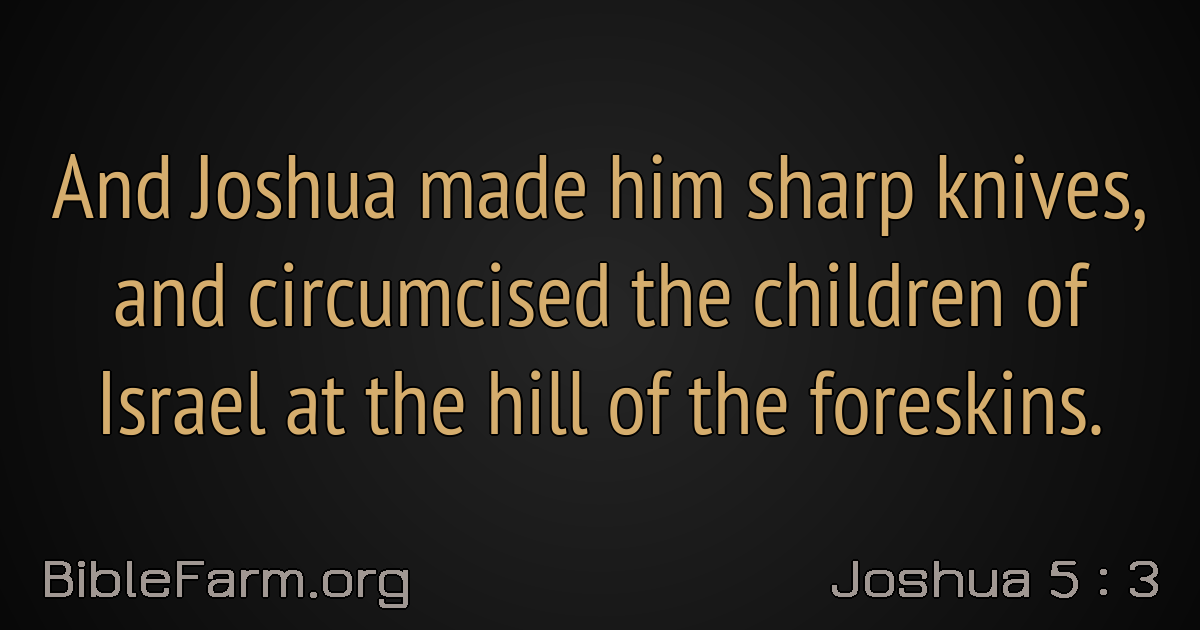 And Joshua made him sharp knives,
and circumcised the children of
Israel at the hill of the foreskins.
BibleFarm.org
Joshua 5 : 3